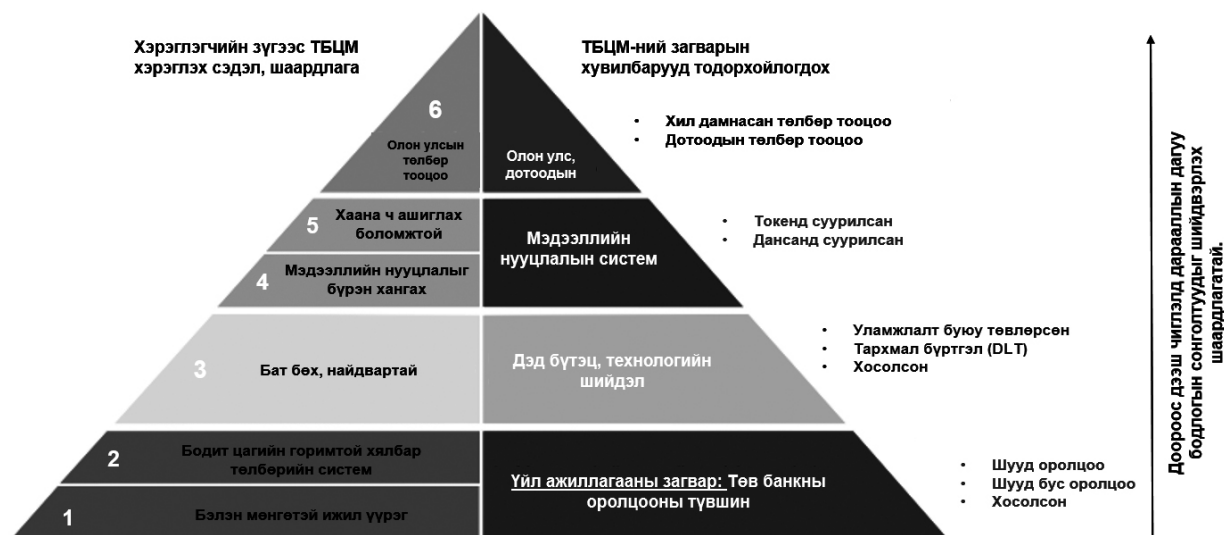 Хэрэглэгчийн зүгээс ТБЦМ
хэрэглэх сэдэл, шаардлага
ТБЦМ-ний загварын
хувилбарууд тодорхойлогдох
6
Олон улсын
төлбөр
тооцоо
Олон улс,
дотоодын
• Хил дамнасан төлбөр тооцоо
• Дотоодын төлбөр тооцоо
5
Хаана ч ашиглах
боломжтой
4
Мэдээллийн нууцлалыг
бүрэн хангах
Мэдээллийн
нууцлалын систем
• Токенд суурилсан
• Дансанд суурилсан
3
Бат бөх, найдвартай
Дэд бүтэц, технологийн
шийдэл
• Уламжлалт буюу төвлөрсөн
• Тархмал бүртгэл (DLT)
• Хосолсон
2
Бодит цагийн горимтой хялбар
төлбөрийн систем
1
Бэлэн мөнгөтэй ижил үүрэг
Үйл ажиллагааны загвар: Төв банкны
оролцооны түвшин
• Шууд оролцоо
• Шууд бус оролцоо
• Хосолсон
Доороос дээш чиглэлд дарааллын дагуу
бодлогын сонголтуудыг шийдвэрлэх
шаардлагатай.